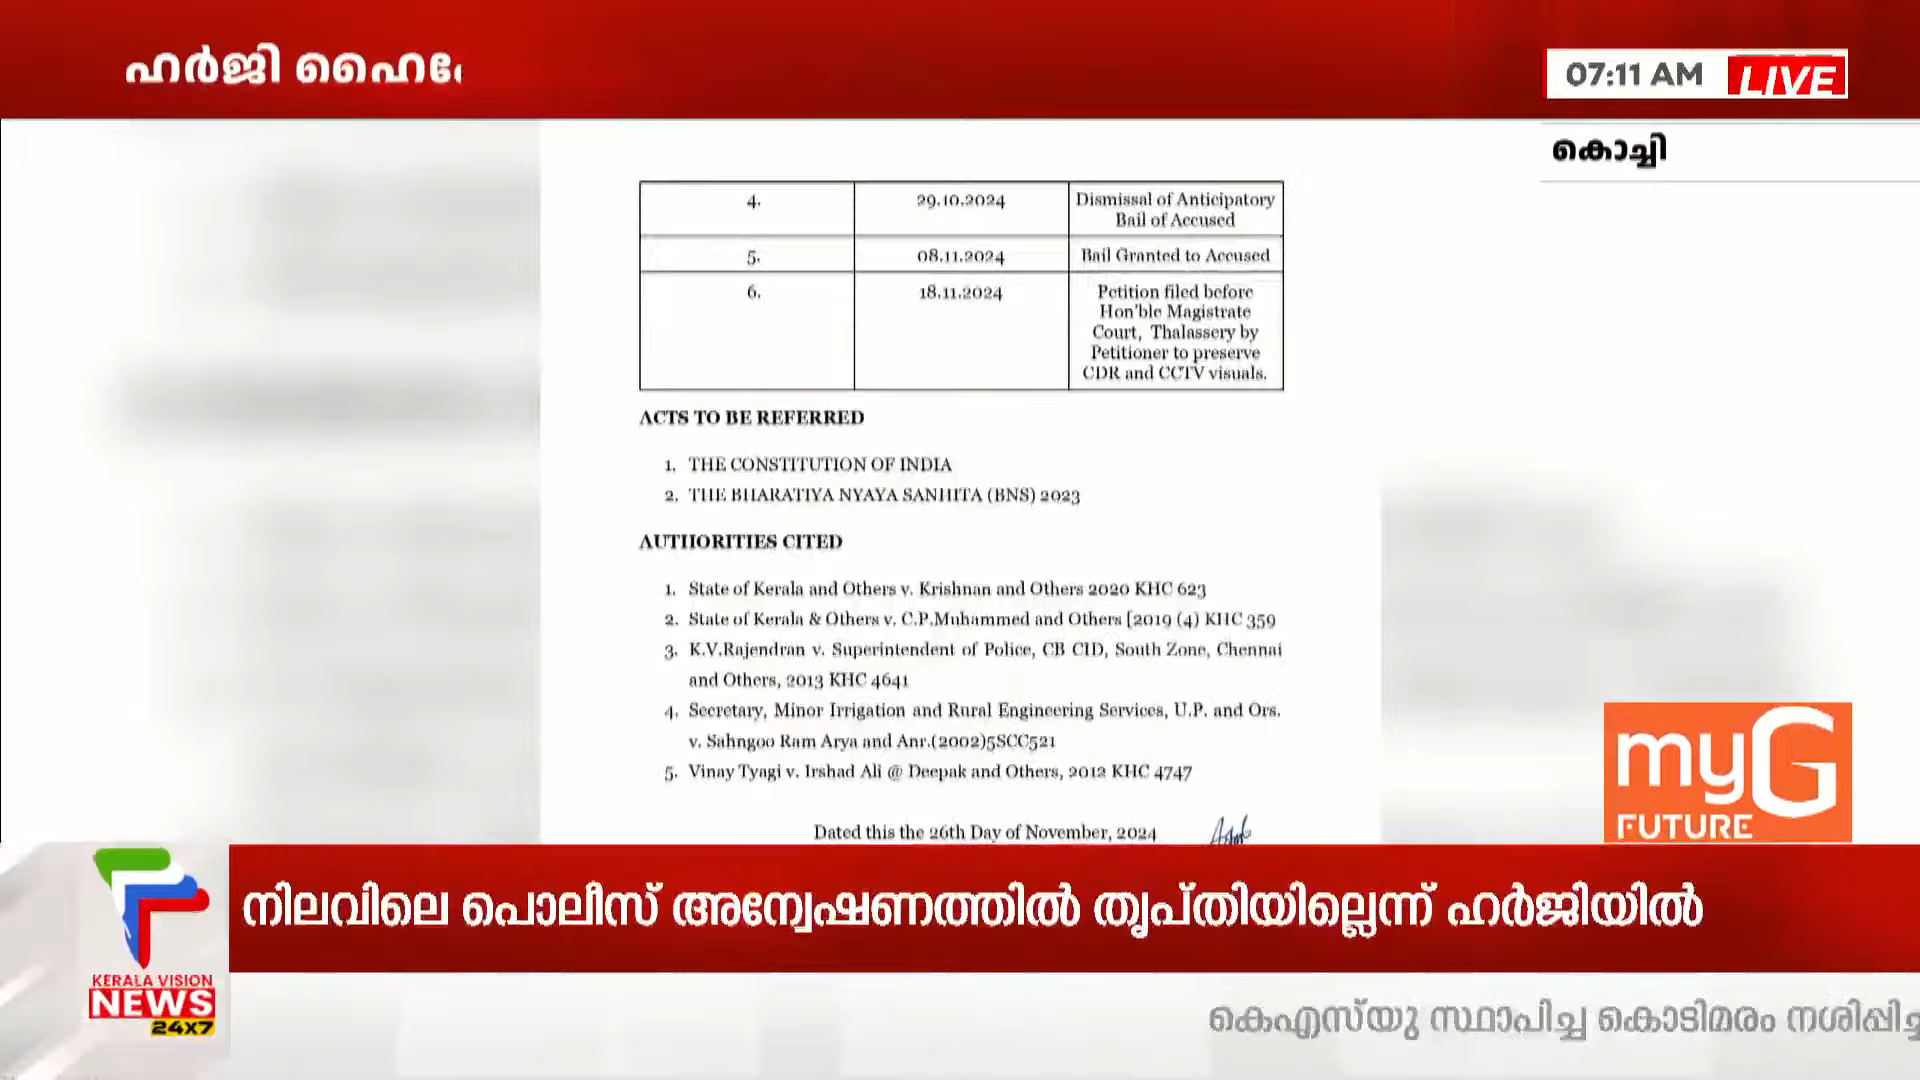 ഹർജി ഹൈ
07:11 AM LIVE
കൊച്ചി
4. 29.10.2024 Dismissal of Anticipatory
Bail of Accused
5. 08.11.2024 Bail Granted to Accused
6. 18.11.2024 Petition filed before
Hon'ble Magistrate
Court, Thalassery by
Petitioner to preserve
CDR and CCTV visuals.
ACTS TO BE REFERRED
1. THE CONSTITUTION OF INDIA
2. THE BHARATIYA NYAYA SANHITA (BNS) 2023
AUTHORITIES CITED
1. State of Kerala and Others v. Krishnan and Others 2020 KHC 623
2. State of Kerala & Others v. C.P.Muhammed and Others [2019 (4) KHC 359
3. K.V.Rajendran v. Superintendent of Police, CB CID, South Zone, Chennai
and Others, 2013 KHC 4641
4. Secretary, Minor Irrigation and Rural Engineering Services, U.P. and Ors.
v. Sahngoo Ram Arya and Anr.(2002)5SCC521
5. Vinay Tyagi v. Irshad Ali @ Deepak and Others, 2012 KHC 4747
Dated this the 26th Day of November, 2024
myG
FUTURE
നിലവിലെ പൊലീസ് അന്വേഷണത്തിൽ തൃപ്തിയില്ലെന്ന് ഹർജിയിൽ
KERALA VISION
NEWS
24x7
കെഎസ്‌യു സ്ഥാപിച്ച കൊടിമരം നശിപ്പിച്ച